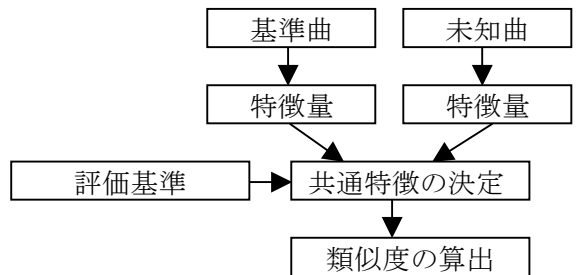 基準曲
未知曲
特徴量
特徴量
評価基準
共通特徴の決定
類似度の算出